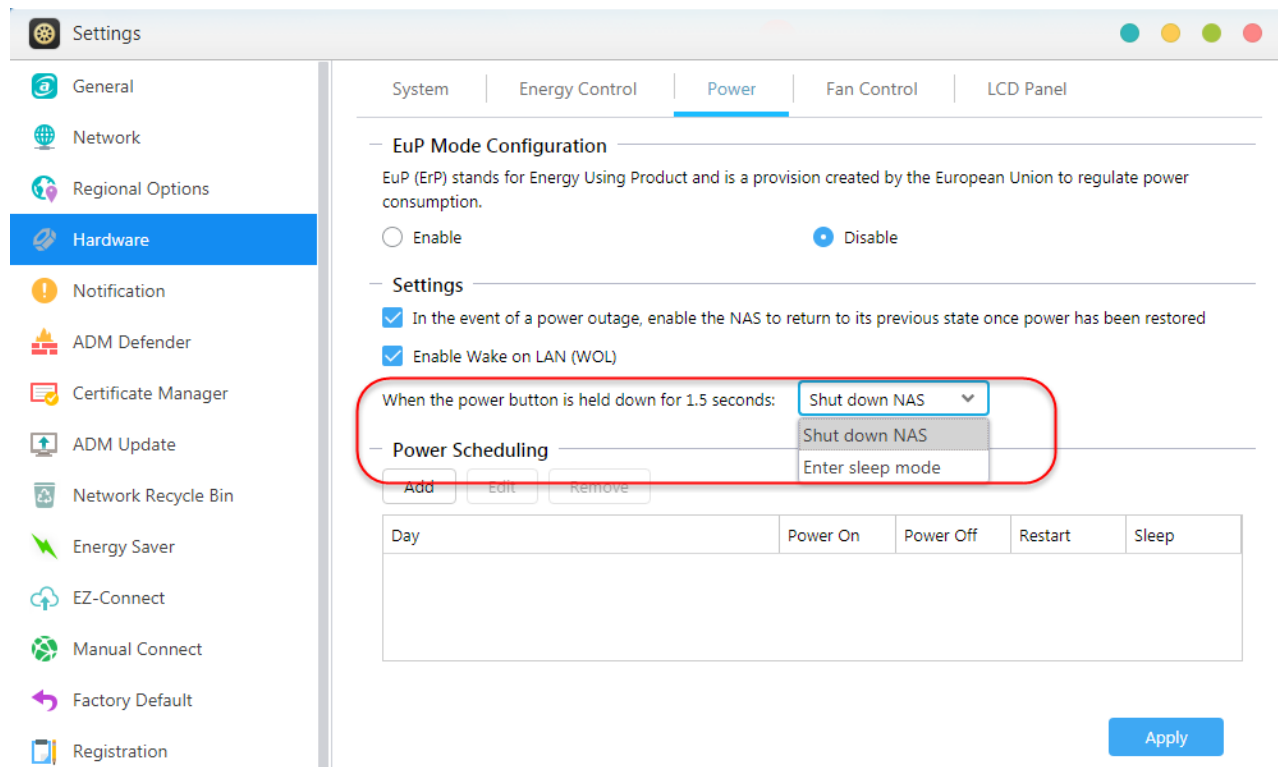 Settings
General
Network
Regional Options
Hardware
Notification
ADM Defender
Certificate Manager
ADM Update
Network Recycle Bin
Energy Saver
EZ-Connect
Manual Connect
Factory Default
Registration
System Energy Control Power Fan Control LCD Panel
EuP Mode Configuration
EuP (ErP) stands for Energy Using Product and is a provision created by the European Union to regulate power
consumption.
Enable Disable
Settings
In the event of a power outage, enable the NAS to return to its previous state once power has been restored
Enable Wake on LAN (WOL)
When the power button is held down for 1.5 seconds: Shut down NAS
Shut down NAS
Enter sleep mode
Power Scheduling
Add Edit Remove
Day Power On Power Off Restart Sleep
Apply